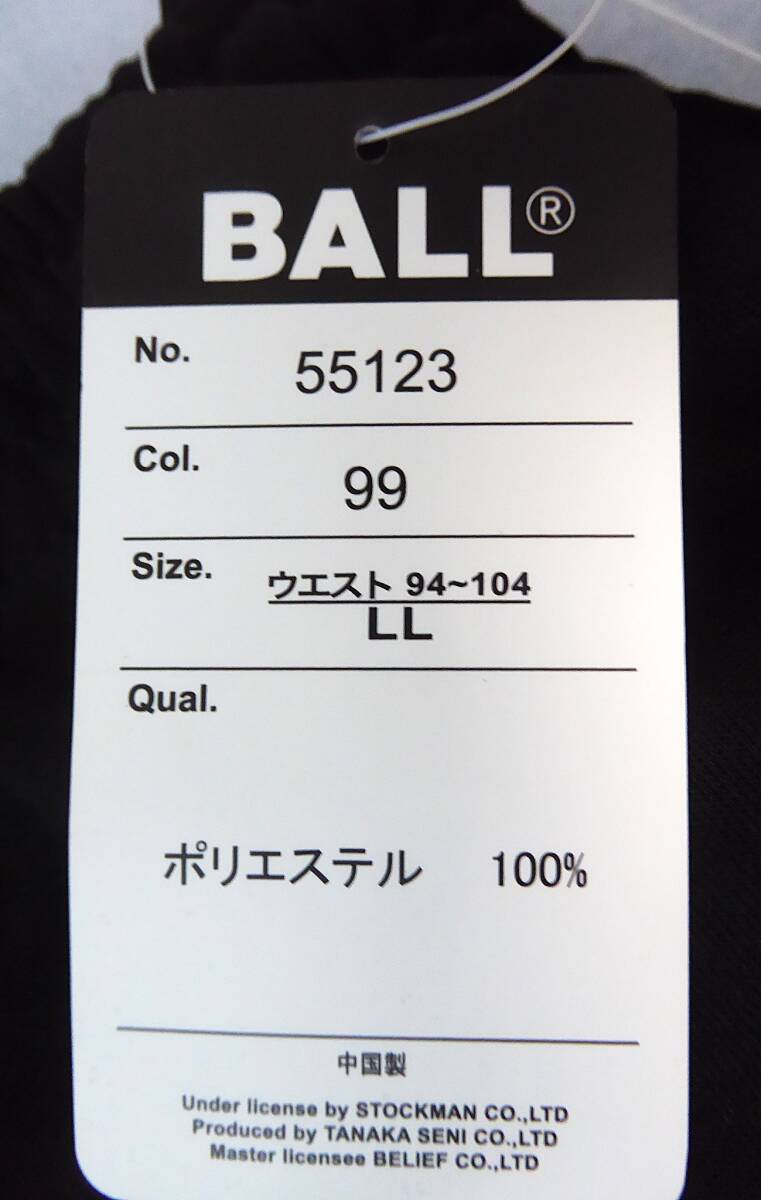 BALL®
No. 55123
Col. 99
Size. ウエスト 94~104
LL
Qual.
ポリエステル 100%
中国製
Under license by STOCKMAN CO.,LTD
Produced by TANAKA SENI CO.,LTD
Master licensee BELIEF CO.,LTD